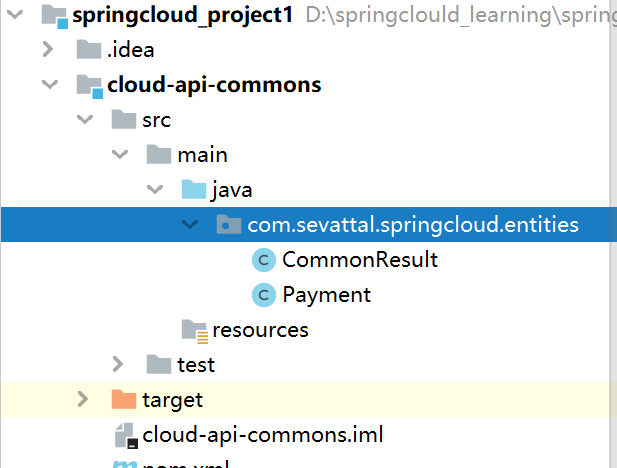 springcloud_project1 D:\springclould_learning\spring
.idea
cloud-api-commons
src
main
java
com.sevattal.springcloud.entities
C CommonResult
C Payment
resources
test
target
cloud-api-commons.iml
pom.xml